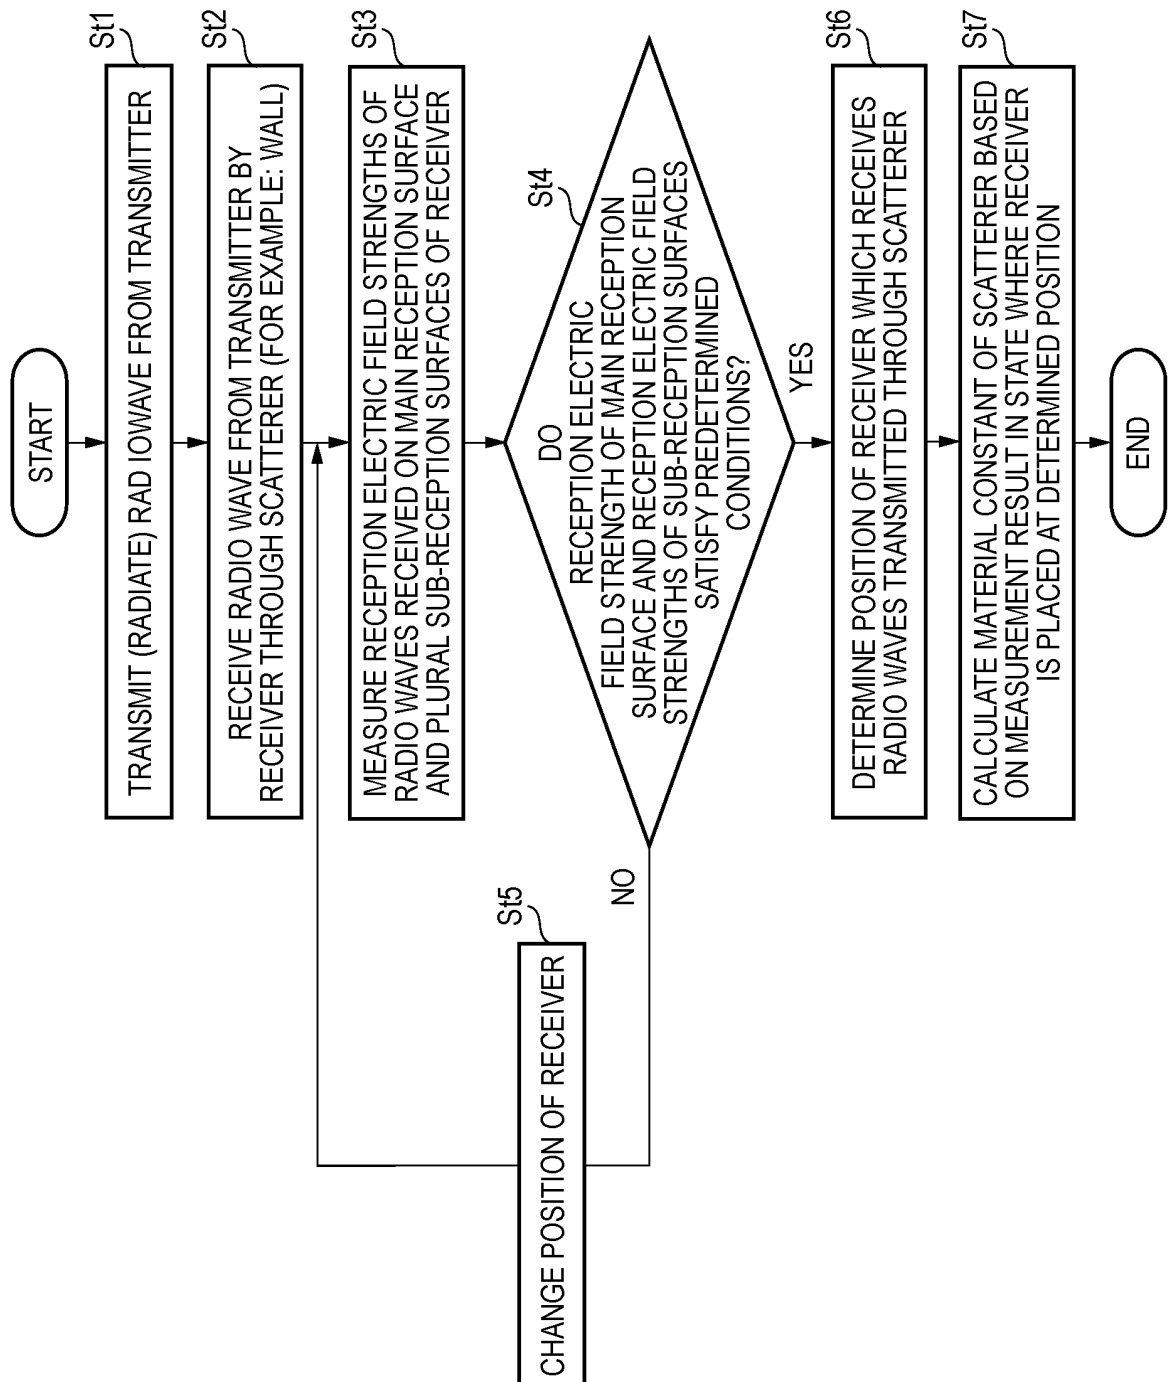 START
St1
TRANSMIT (RADIATE) RAD IOWAVE FROM TRANSMITTER
St2
RECEIVE RADIO WAVE FROM TRANSMITTER BY
RECEIVER THROUGH SCATTERER (FOR EXAMPLE: WALL)
St3
MEASURE RECEPTION ELECTRIC FIELD STRENGTHS OF
RADIO WAVES RECEIVED ON MAIN RECEPTION SURFACE
AND PLURAL SUB-RECEPTION SURFACES OF RECEIVER
St4
DO
RECEPTION ELECTRIC
FIELD STRENGTH OF MAIN RECEPTION
SURFACE AND RECEPTION ELECTRIC FIELD
STRENGTHS OF SUB-RECEPTION SURFACES
SATISFY PREDETERMINED
CONDITIONS?
NO
St5
CHANGE POSITION OF RECEIVER
YES
St6
DETERMINE POSITION OF RECEIVER WHICH RECEIVES
RADIO WAVES TRANSMITTED THROUGH SCATTERER
St7
CALCULATE MATERIAL CONSTANT OF SCATTERER BASED
ON MEASUREMENT RESULT IN STATE WHERE RECEIVER
IS PLACED AT DETERMINED POSITION
END